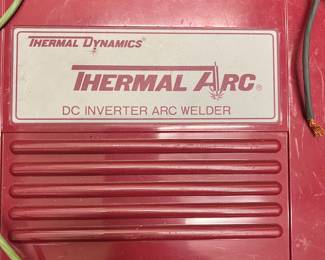 THERMAL DYNAMICS®
THERMAL ARC®
DC INVERTER ARC WELDER